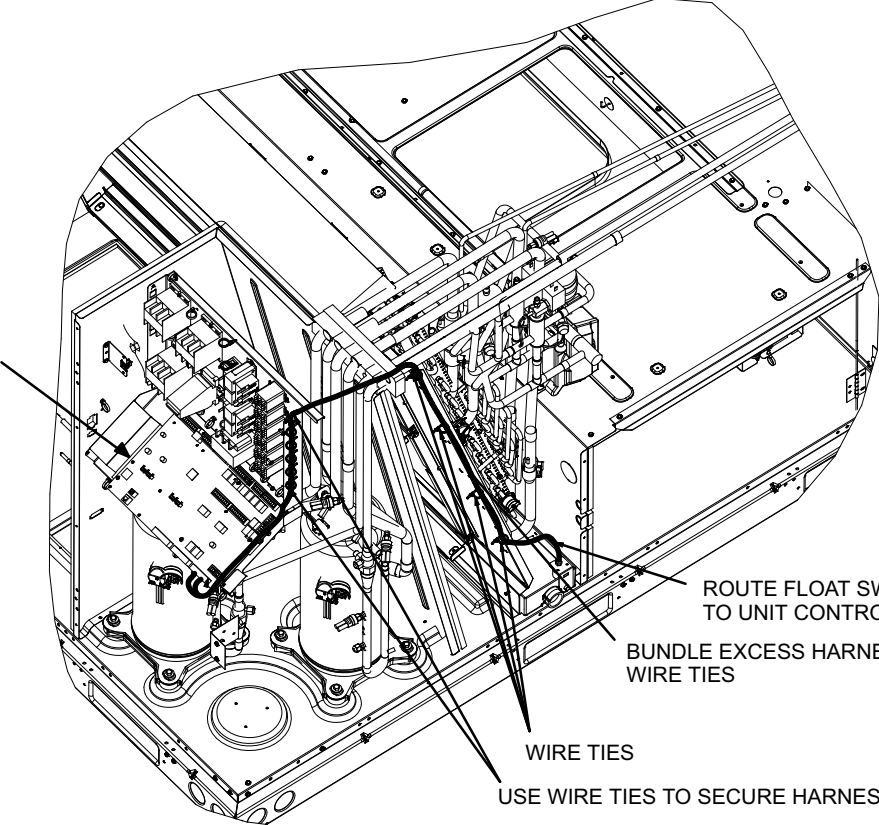 ROUTE FLOAT SW
TO UNIT CONTRO
BUNDLE EXCESS HARNE
WIRE TIES
WIRE TIES
USE WIRE TIES TO SECURE HARNES